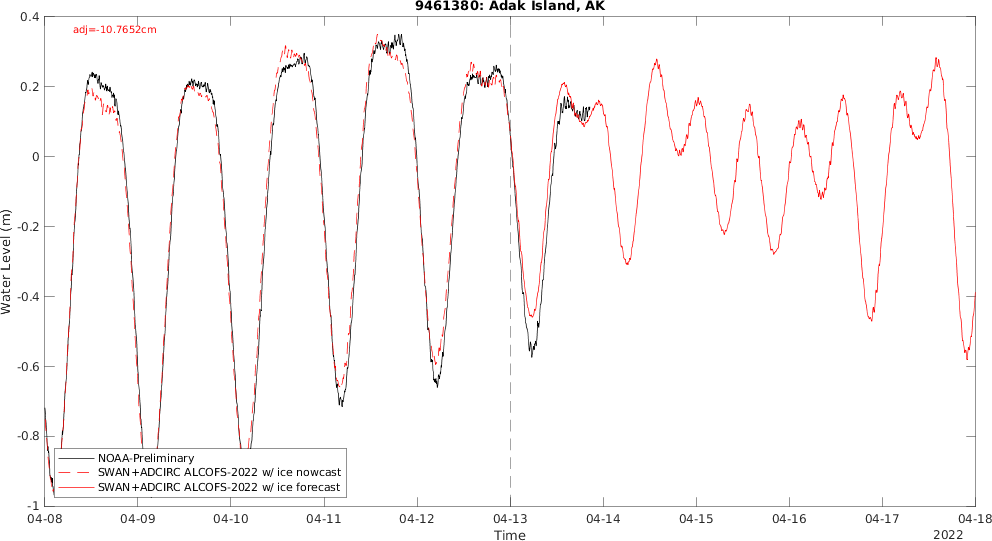 9461380: Adak Island, AK
adj=-10.7652cm
0.4
0.2
0
-0.2
-0.4
-0.6
-0.8
-1
Water Level (m)
NOAA-Preliminary
SWAN+ADCIRC ALCOFS-2022 w/ ice nowcast
SWAN+ADCIRC ALCOFS-2022 w/ ice forecast
04-08 04-09 04-10 04-11 04-12 04-13 04-14 04-15 04-16 04-17 04-18
Time
2022